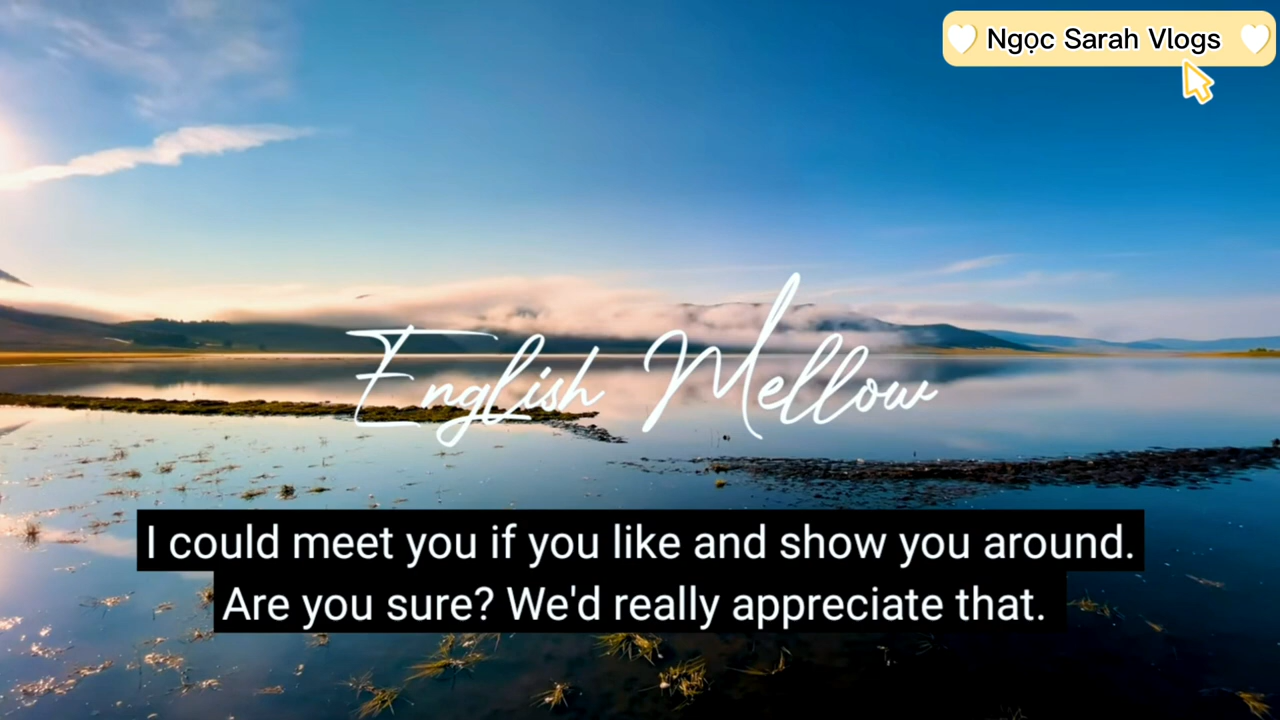 Ngọc Sarah Vlogs
English Mellow
I could meet you if you like and show you around.
Are you sure? We'd really appreciate that.